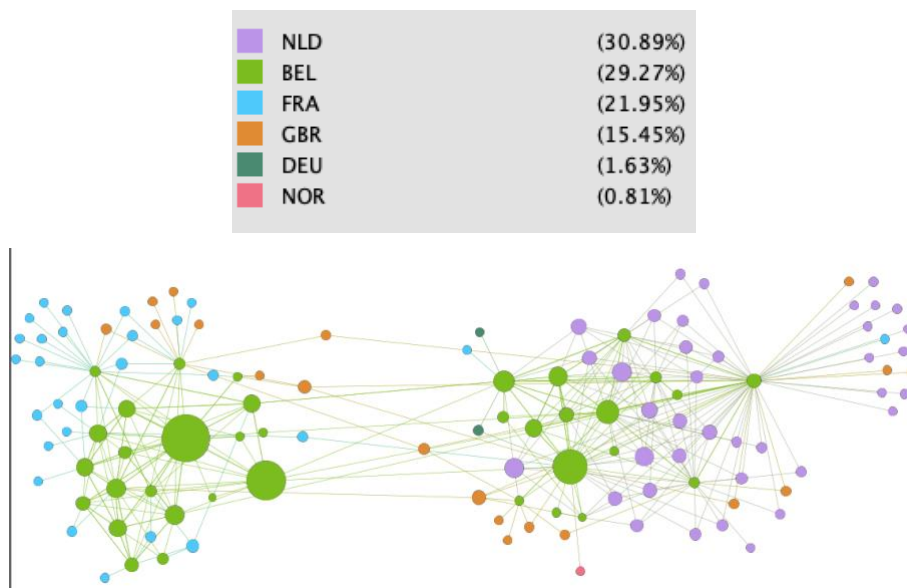 NLD (30.89%)
BEL (29.27%)
FRA (21.95%)
GBR (15.45%)
DEU (1.63%)
NOR (0.81%)